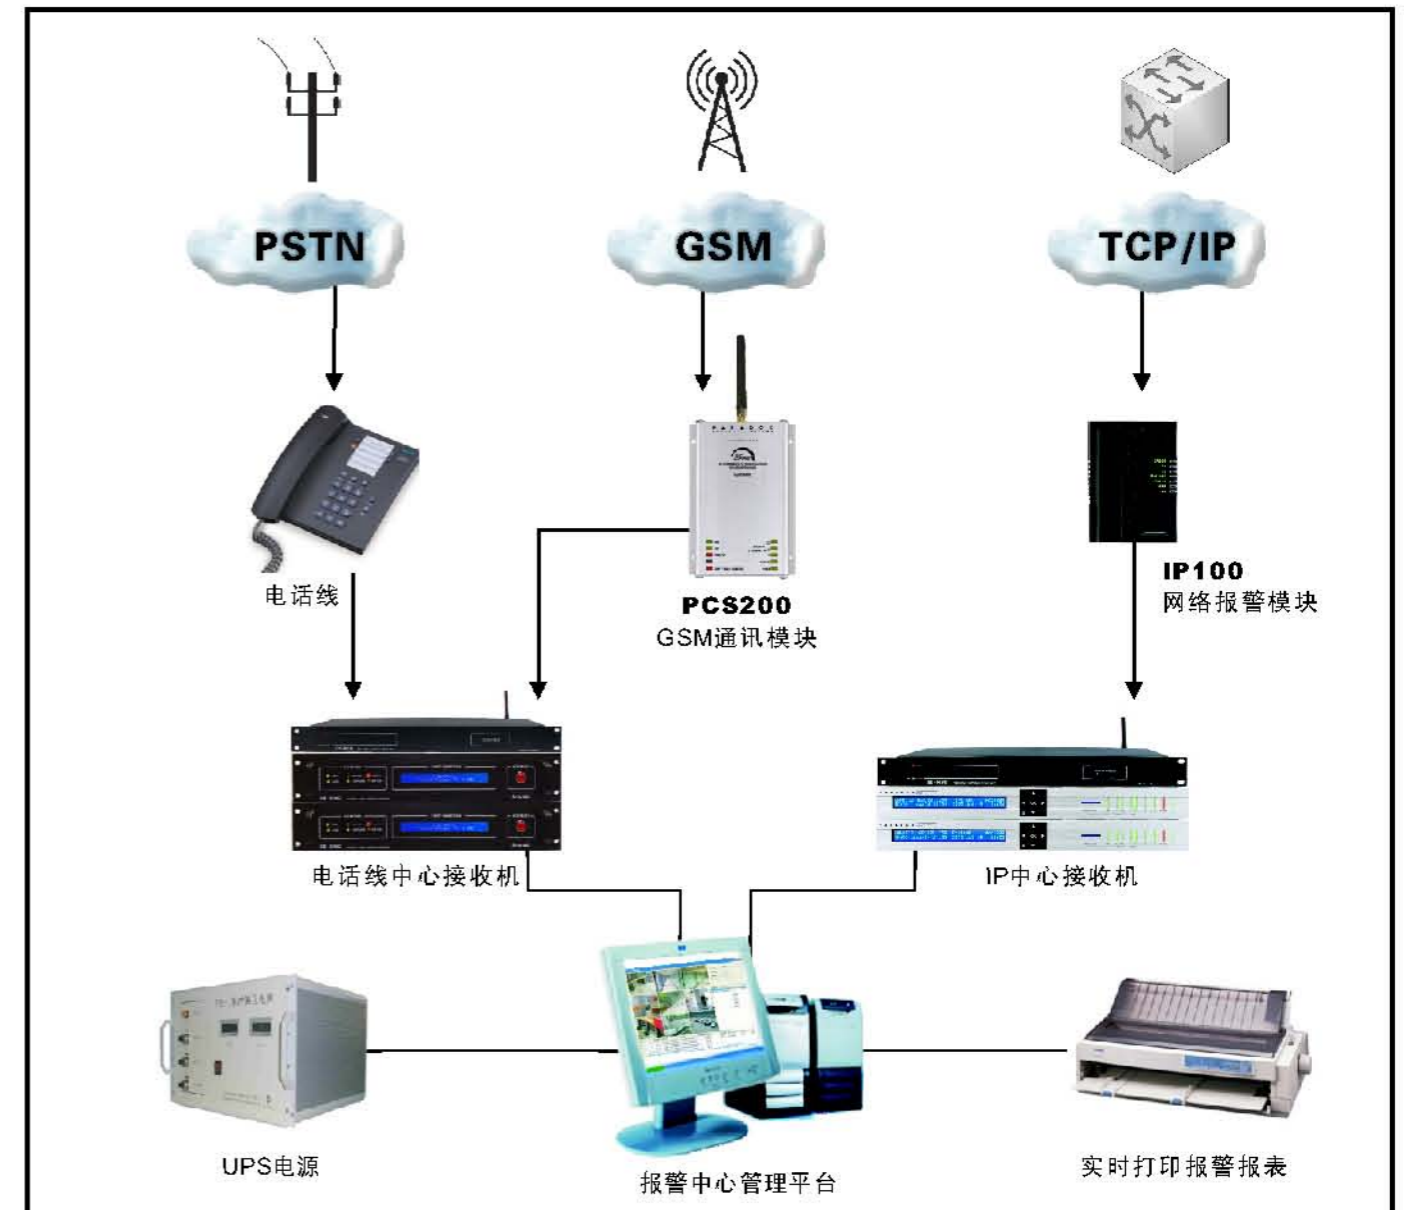 PSTN
GSM
TCP/IP
PARADOX
电话线
PCS200
GSM通讯模块
IP100
网络报警模块
电话线中心接收机
IP中心接收机
UPS电源
报警中心管理平台
实时打印报警报表